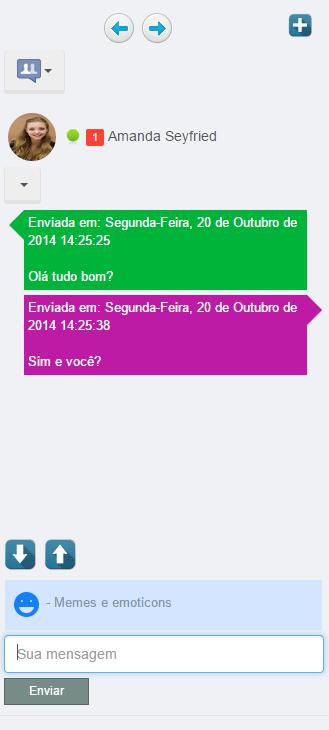 1 Amanda Seyfried
Enviada em: Segunda-Feira, 20 de Outubro de
2014 14:25:25
Olá tudo bom?
Enviada em: Segunda-Feira, 20 de Outubro de
2014 14:25:38
Sim e você?
- Memes e emoticons
Sua mensagem
Enviar